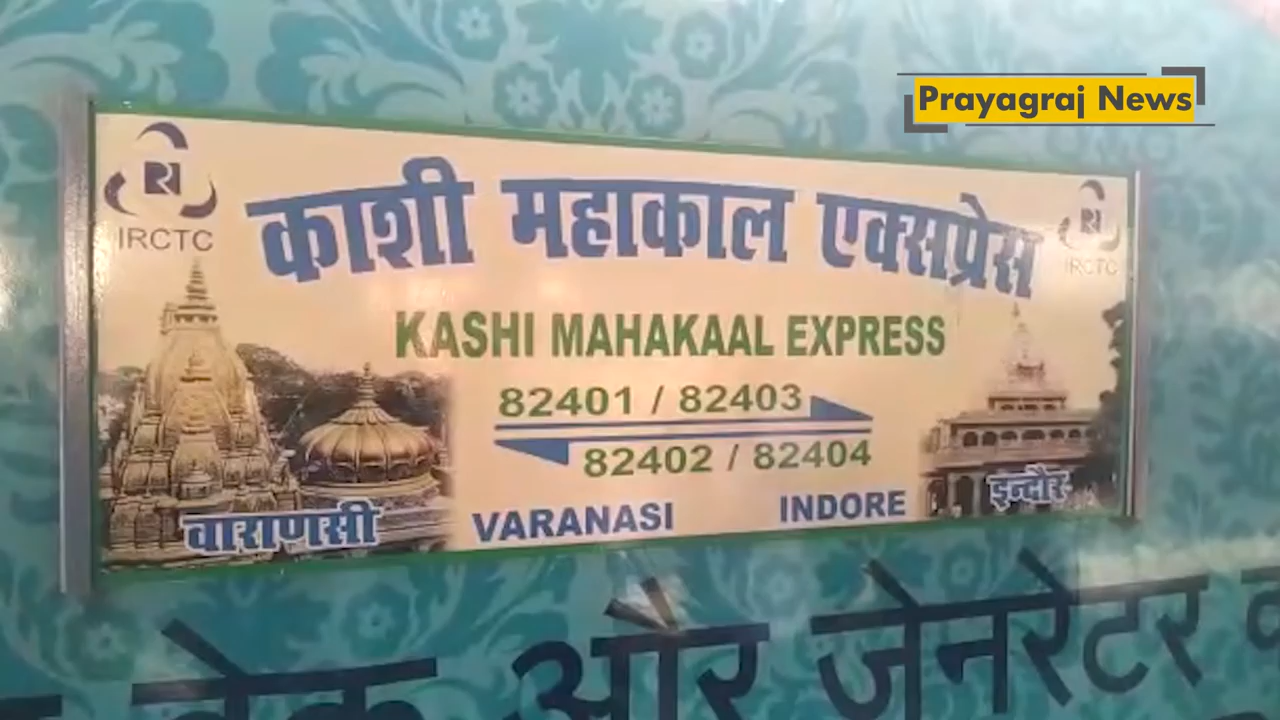 Prayagraj News
IRCTC
काशी महाकाल एक्सप्रेस
IRCTC
KASHI MAHAKAAL EXPRESS
82401 / 82403
82402 / 82404
वाराणसी
VARANASI
INDORE
इन्दौर
ब्रेक और जेनरेटर